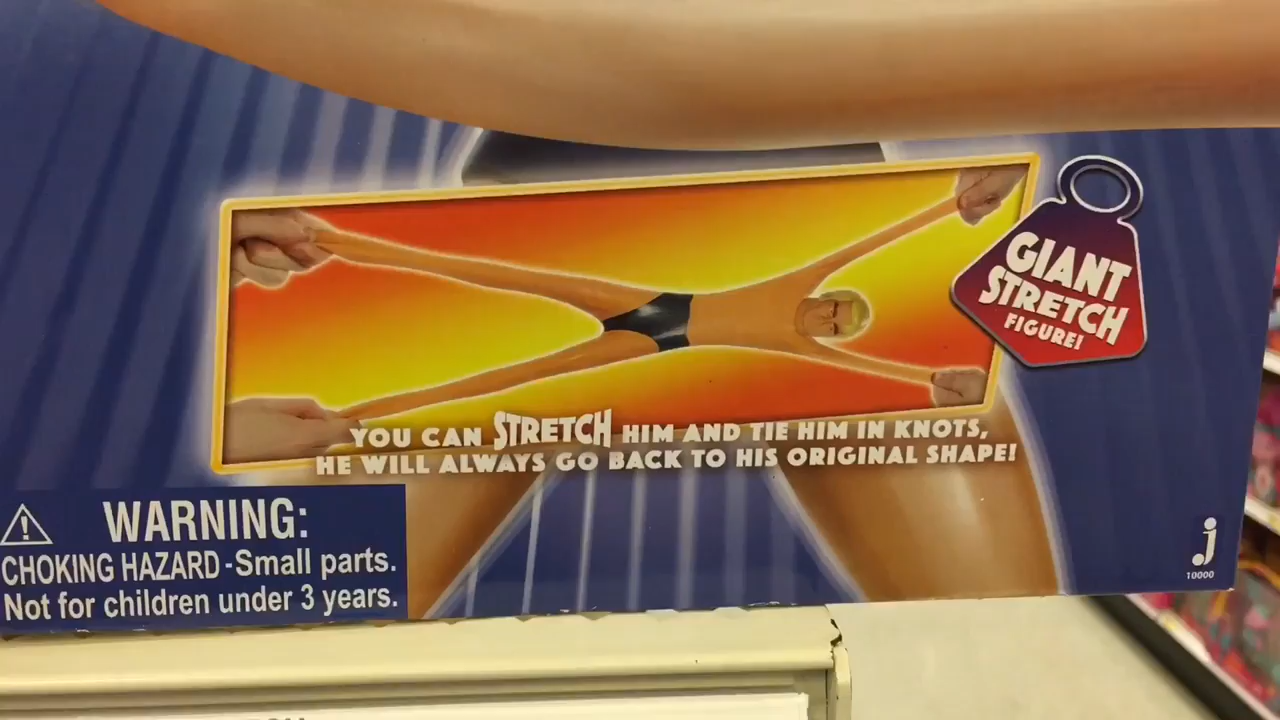 GIANT
STRETCH
FIGURE!
YOU CAN STRETCH HIM AND TIE HIM IN KNOTS,
HE WILL ALWAYS GO BACK TO HIS ORIGINAL SHAPE!
WARNING:
CHOKING HAZARD - Small parts.
Not for children under 3 years.
j
10000